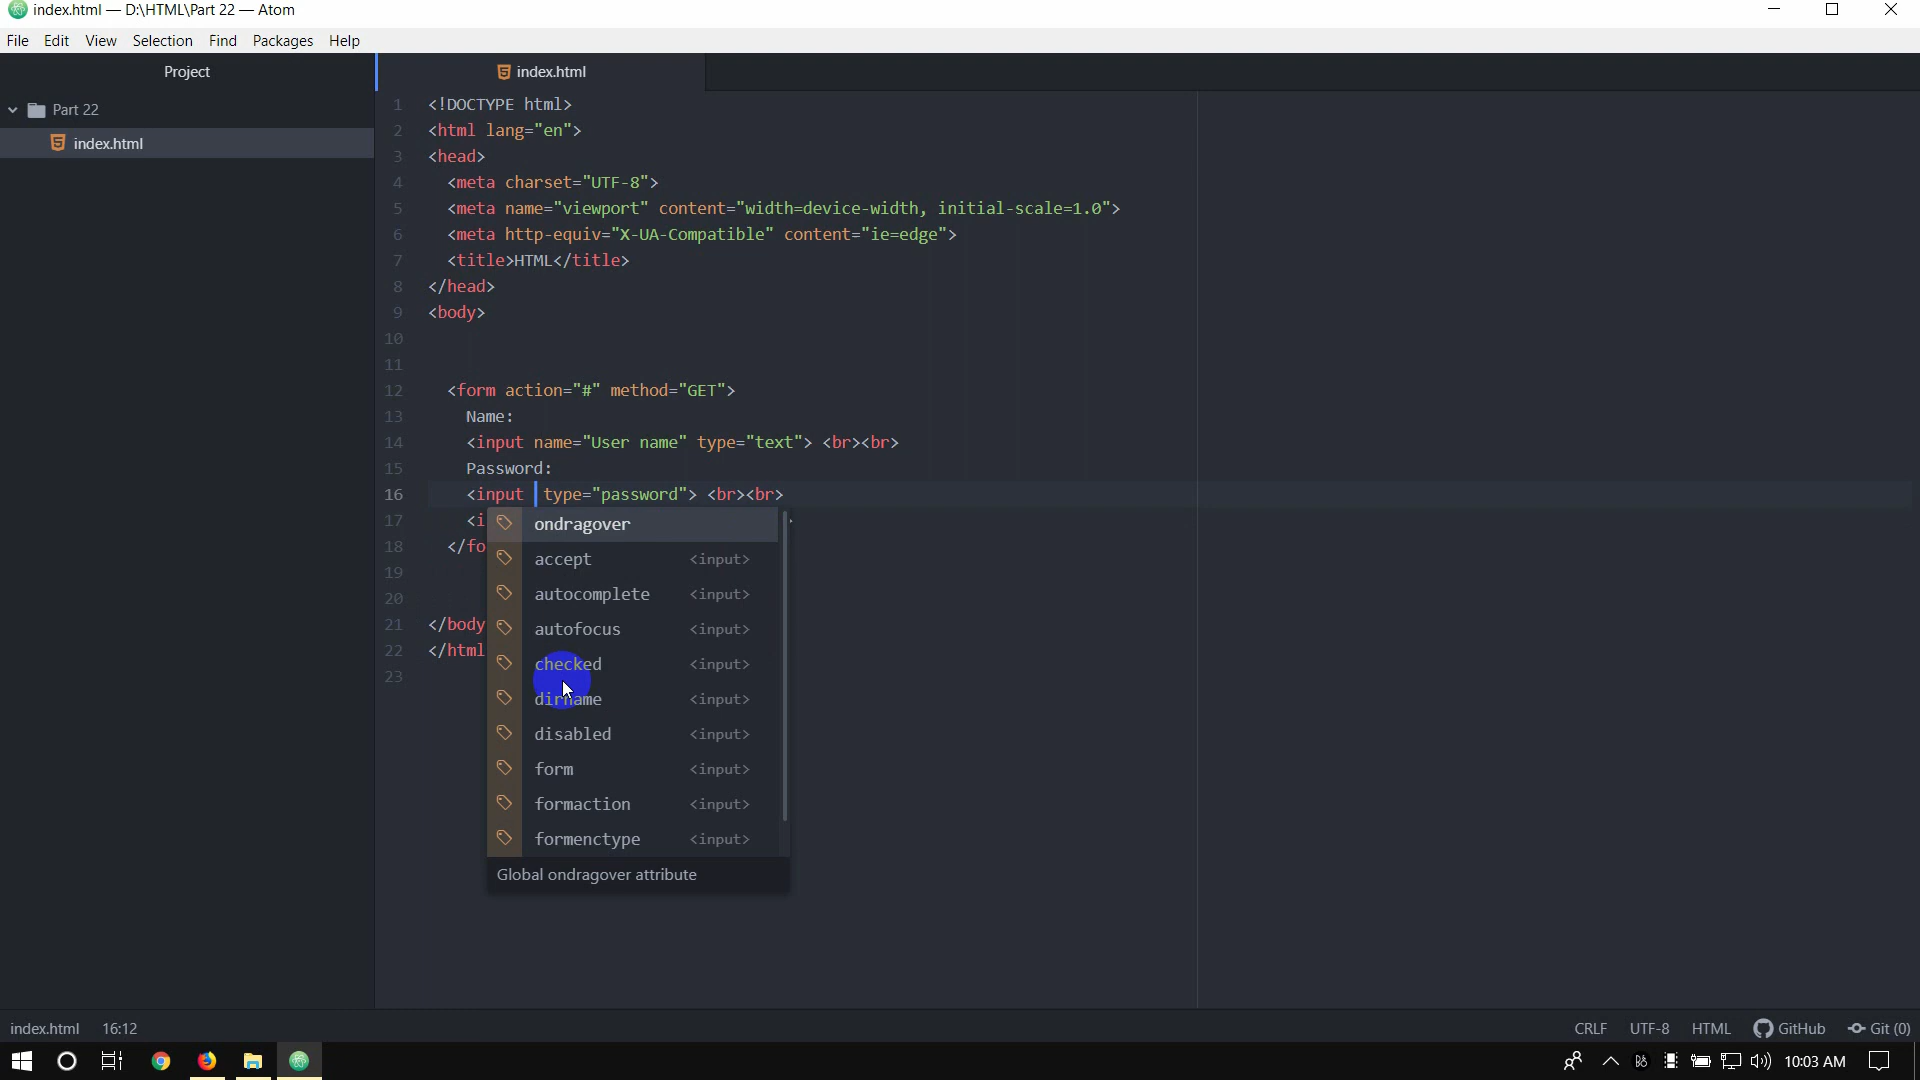 index.html — D:\HTML\Part 22 — Atom
File Edit View Selection Find Packages Help
Project
index.html
Part 22
index.html
1 <!DOCTYPE html>
2 <html lang="en">
3 <head>
4 <meta charset="UTF-8">
5 <meta name="viewport" content="width=device-width, initial-scale=1.0">
6 <meta http-equiv="X-UA-Compatible" content="ie=edge">
7 <title>HTML</title>
8 </head>
9 <body>
10
11
12 <form action="#" method="GET">
13 Name:
14 <input name="User name" type="text"> <br><br>
15 Password:
16 <input type="password"> <br><br>
17 <i
18 </fo
19
20
21 </body
22 </html
23
ondragover
accept <input>
autocomplete <input>
autofocus <input>
checked <input>
dirname <input>
disabled <input>
form <input>
formaction <input>
formenctype <input>
Global ondragover attribute
index.html 16:12
CRLF UTF-8 HTML GitHub Git (0)
10:03 AM